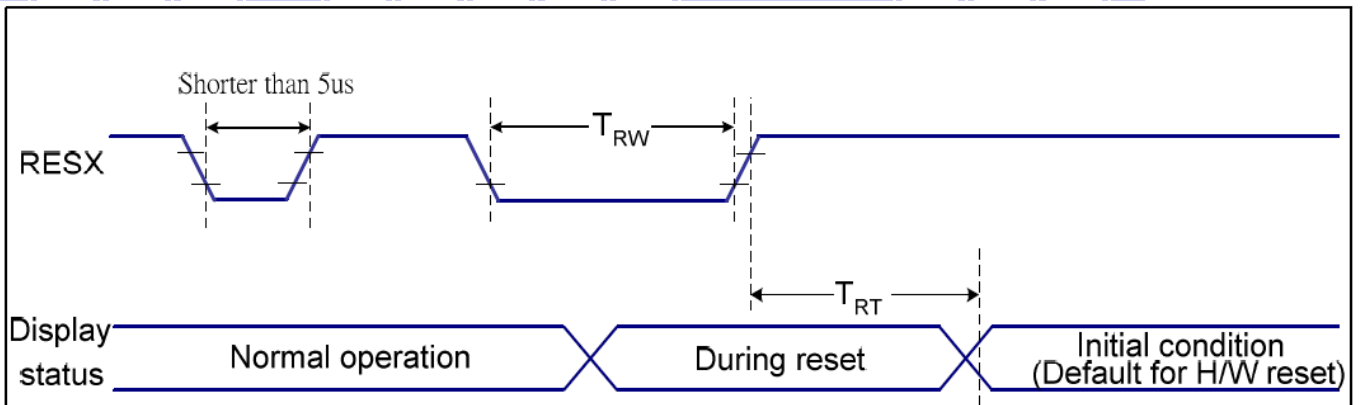 Shorter than 5us
T_RW
RESX
T_RT
Display
status
Normal operation
During reset
Initial condition
(Default for H/W reset)